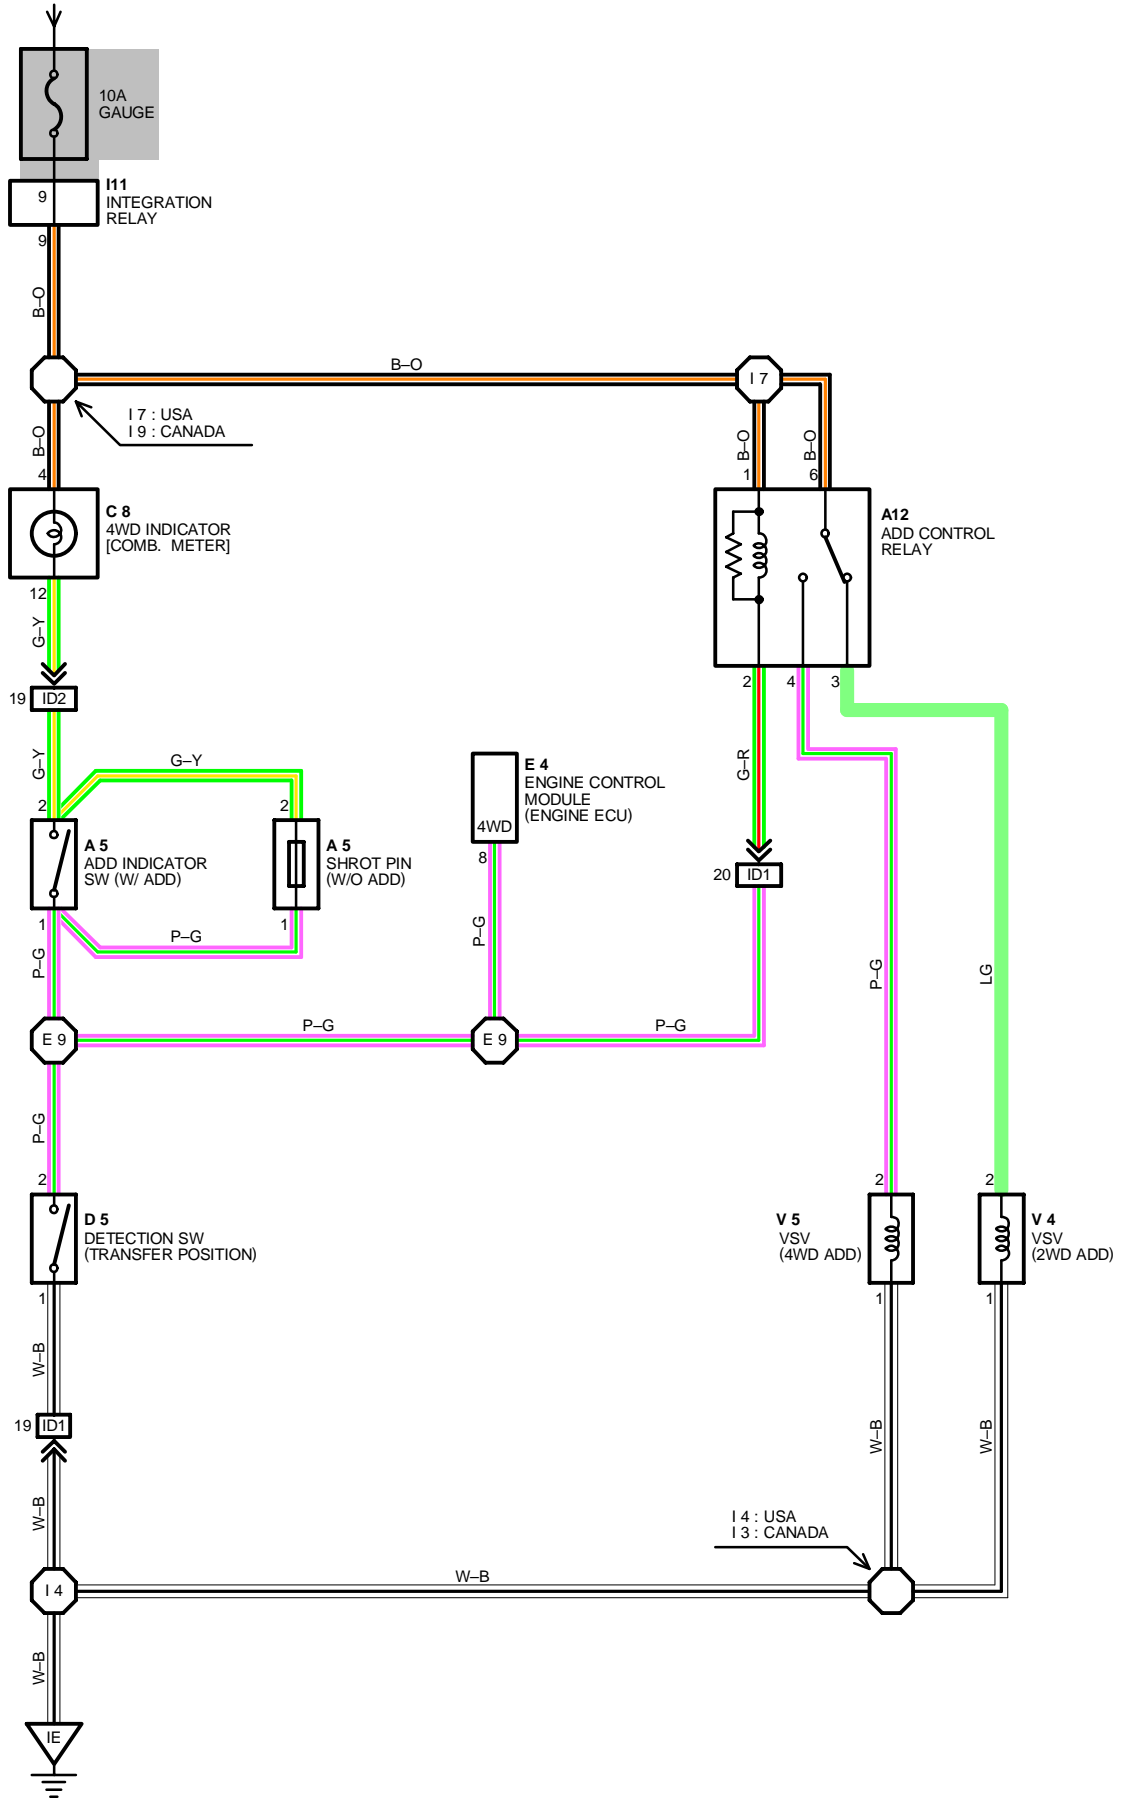 10A
GAUGE
I11
INTEGRATION
RELAY
9
9
B–O
B–O
I 7
I 7 : USA
I 9 : CANADA
B–O
B–O
B–O
4
1
6
C 8
4WD INDICATOR
[COMB. METER]
A12
ADD CONTROL
RELAY
12
G–Y
19
ID2
2
4
3
G–Y
G–Y
G–R
2
2
E 4
ENGINE CONTROL
MODULE
(ENGINE ECU)
4WD
8
A 5
ADD INDICATOR
SW (W/ ADD)
A 5
SHROT PIN
(W/O ADD)
20
ID1
1
1
P–G
P–G
P–G
P–G
LG
E 9
P–G
E 9
P–G
P–G
2
2
2
D 5
DETECTION SW
(TRANSFER POSITION)
V 5
VSV
(4WD ADD)
V 4
VSV
(2WD ADD)
1
1
1
W–B
19
ID1
W–B
W–B
W–B
I 4 : USA
I 3 : CANADA
I 4
W–B
W–B
IE